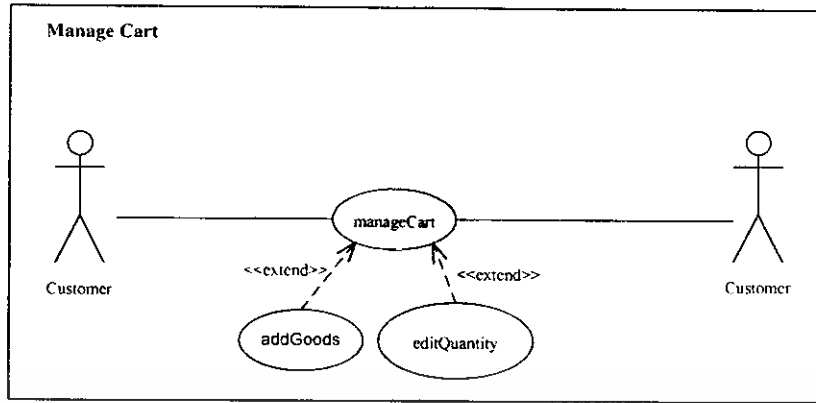 Manage Cart
manageCart
<<extend>>
<<extend>>
Customer
Customer
addGoods
editQuantity